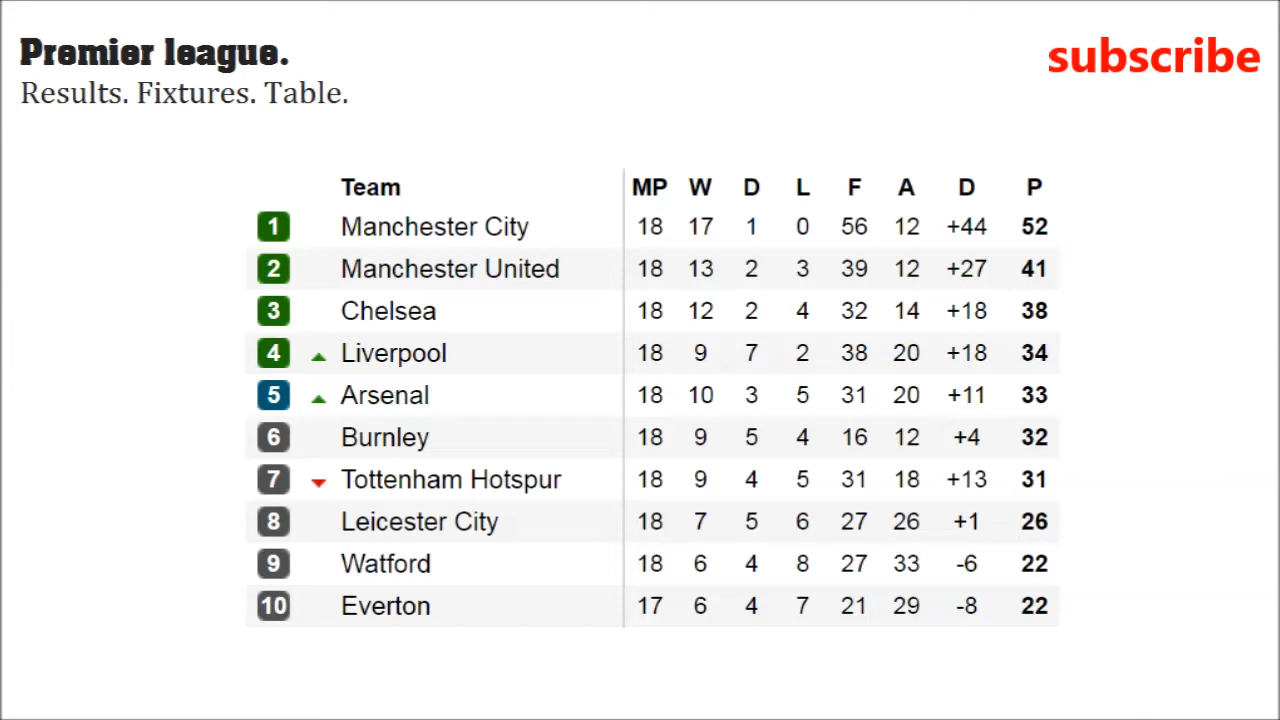 Premier league.
subscribe
Results. Fixtures. Table.
Team MP W D L F A D P
1 Manchester City 18 17 1 0 56 12 +44 52
2 Manchester United 18 13 2 3 39 12 +27 41
3 Chelsea 18 12 2 4 32 14 +18 38
4 Liverpool 18 9 7 2 38 20 +18 34
5 Arsenal 18 10 3 5 31 20 +11 33
6 Burnley 18 9 5 4 16 12 +4 32
7 Tottenham Hotspur 18 9 4 5 31 18 +13 31
8 Leicester City 18 7 5 6 27 26 +1 26
9 Watford 18 6 4 8 27 33 -6 22
10 Everton 17 6 4 7 21 29 -8 22